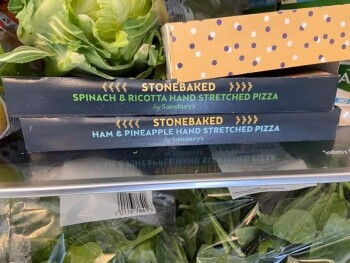 ‹‹‹‹ STONEBAKED ››››
SPINACH & RICOTTA HAND STRETCHED PIZZA
by Sainsbury's
‹‹‹‹ STONEBAKED ››››
HAM & PINEAPPLE HAND STRETCHED PIZZA
by Sainsbury's